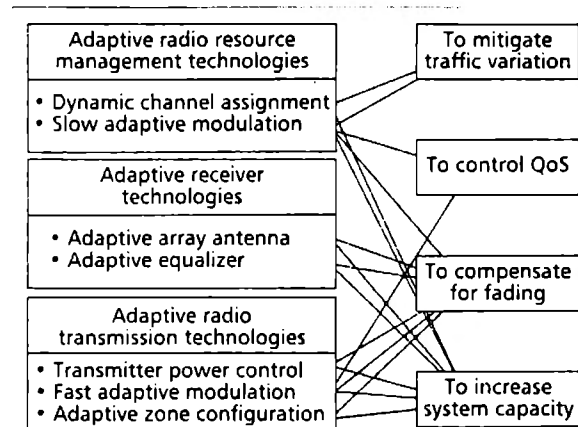 Adaptive radio resource
management technologies
• Dynamic channel assignment
• Slow adaptive modulation
Adaptive receiver
technologies
• Adaptive array antenna
• Adaptive equalizer
Adaptive radio
transmission technologies
• Transmitter power control
• Fast adaptive modulation
• Adaptive zone configuration
To mitigate
traffic variation
To control QoS
To compensate
for fading
To increase
system capacity